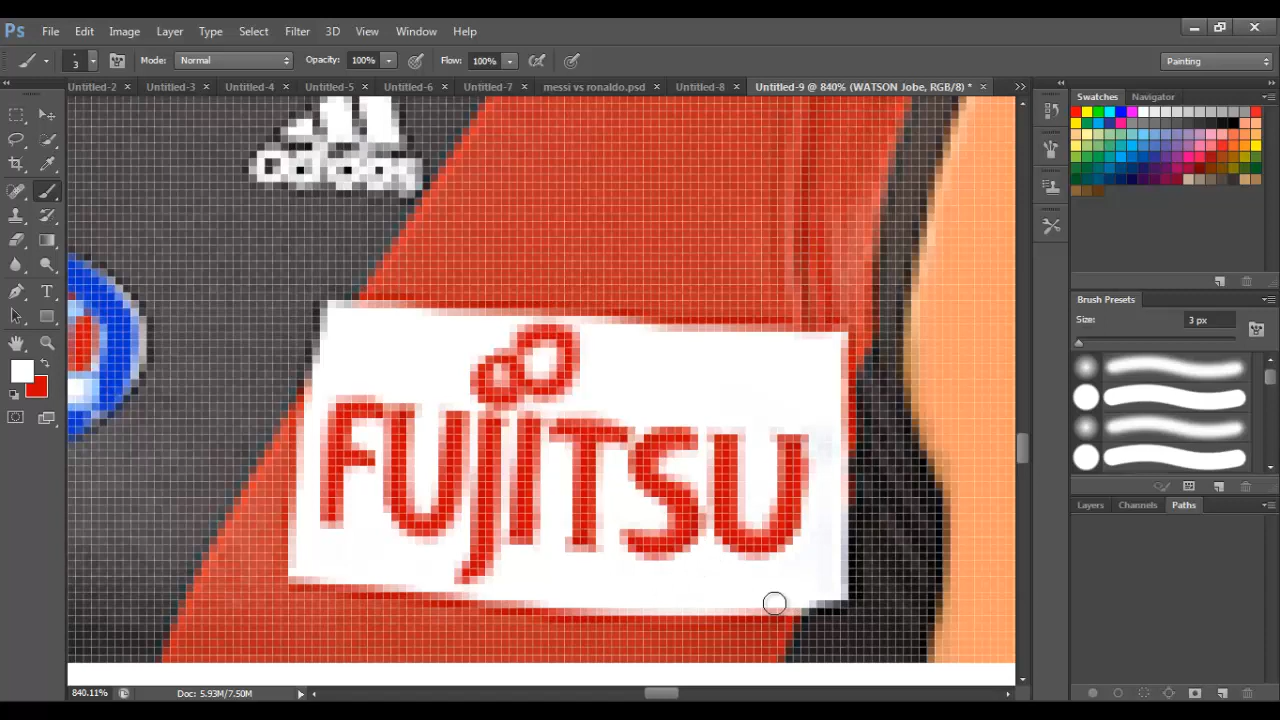 Ps File Edit Image Layer Type Select Filter 3D View Window Help
3 Mode: Normal Opacity: 100% Flow: 100% Painting
Untitled-2 × Untitled-3 × Untitled-4 × Untitled-5 × Untitled-6 × Untitled-7 × messi vs ronaldo.psd × Untitled-8 × Untitled-9 @ 840% (WATSON Jobe, RGB/8) * ×
Swatches Navigator
Brush Presets
Size: 3 px
FUJITSU
Layers Channels Paths
840.11% Doc: 5.93M/7.50M